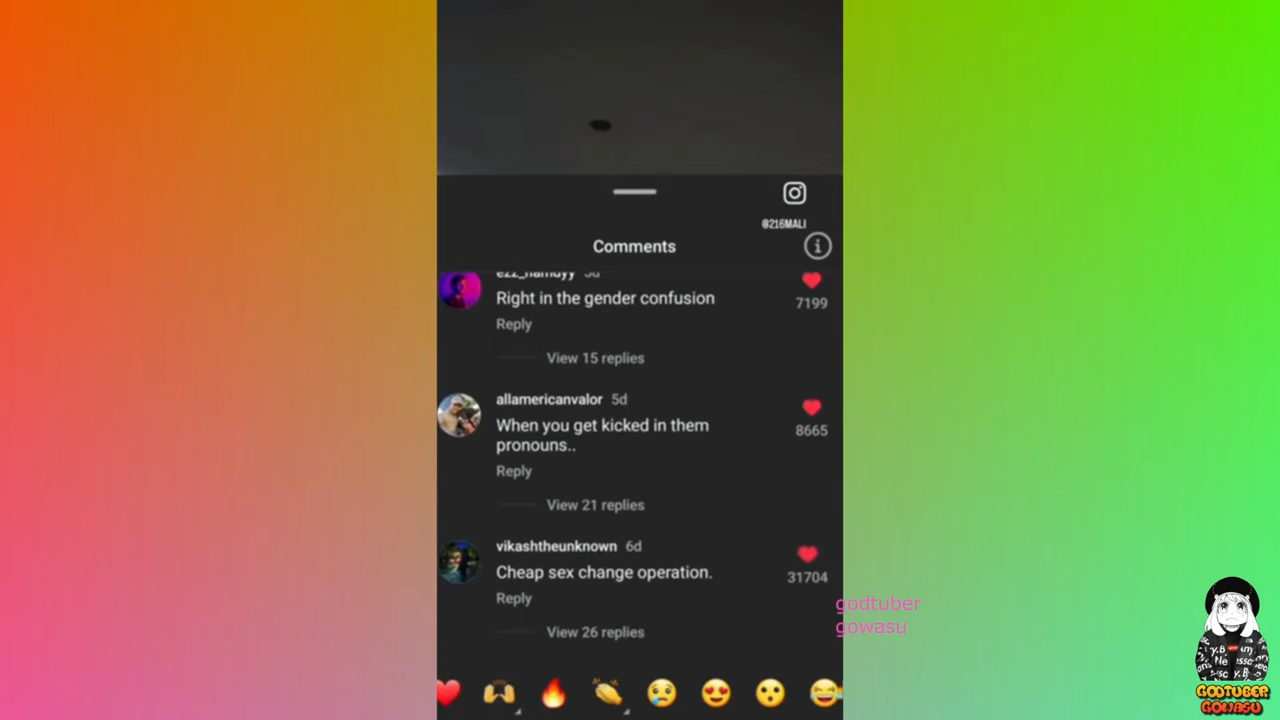 @216MALI
Comments
ezz_hamdyy 5d
Right in the gender confusion
7199
Reply
View 15 replies
allamericanvalor 5d
When you get kicked in them
pronouns..
8665
Reply
View 21 replies
vikashtheunknown 6d
Cheap sex change operation.
31704
Reply
View 26 replies
godtuber
gowasu
GODTUBER
GOWASU